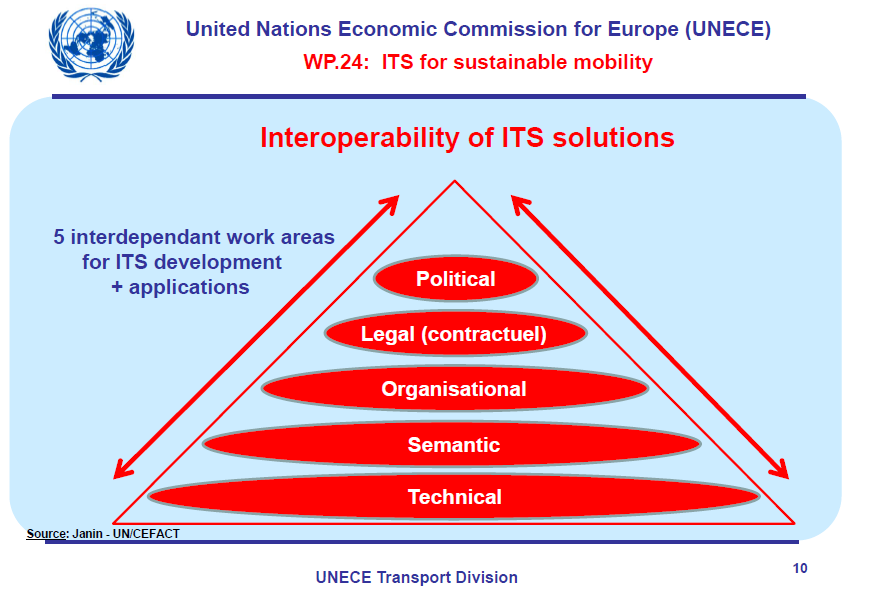 United Nations Economic Commission for Europe (UNECE)
WP.24: ITS for sustainable mobility
Interoperability of ITS solutions
5 interdependant work areas
for ITS development
+ applications
Political
Legal (contractuel)
Organisational
Semantic
Technical
Source: Janin - UN/CEFACT
UNECE Transport Division
10